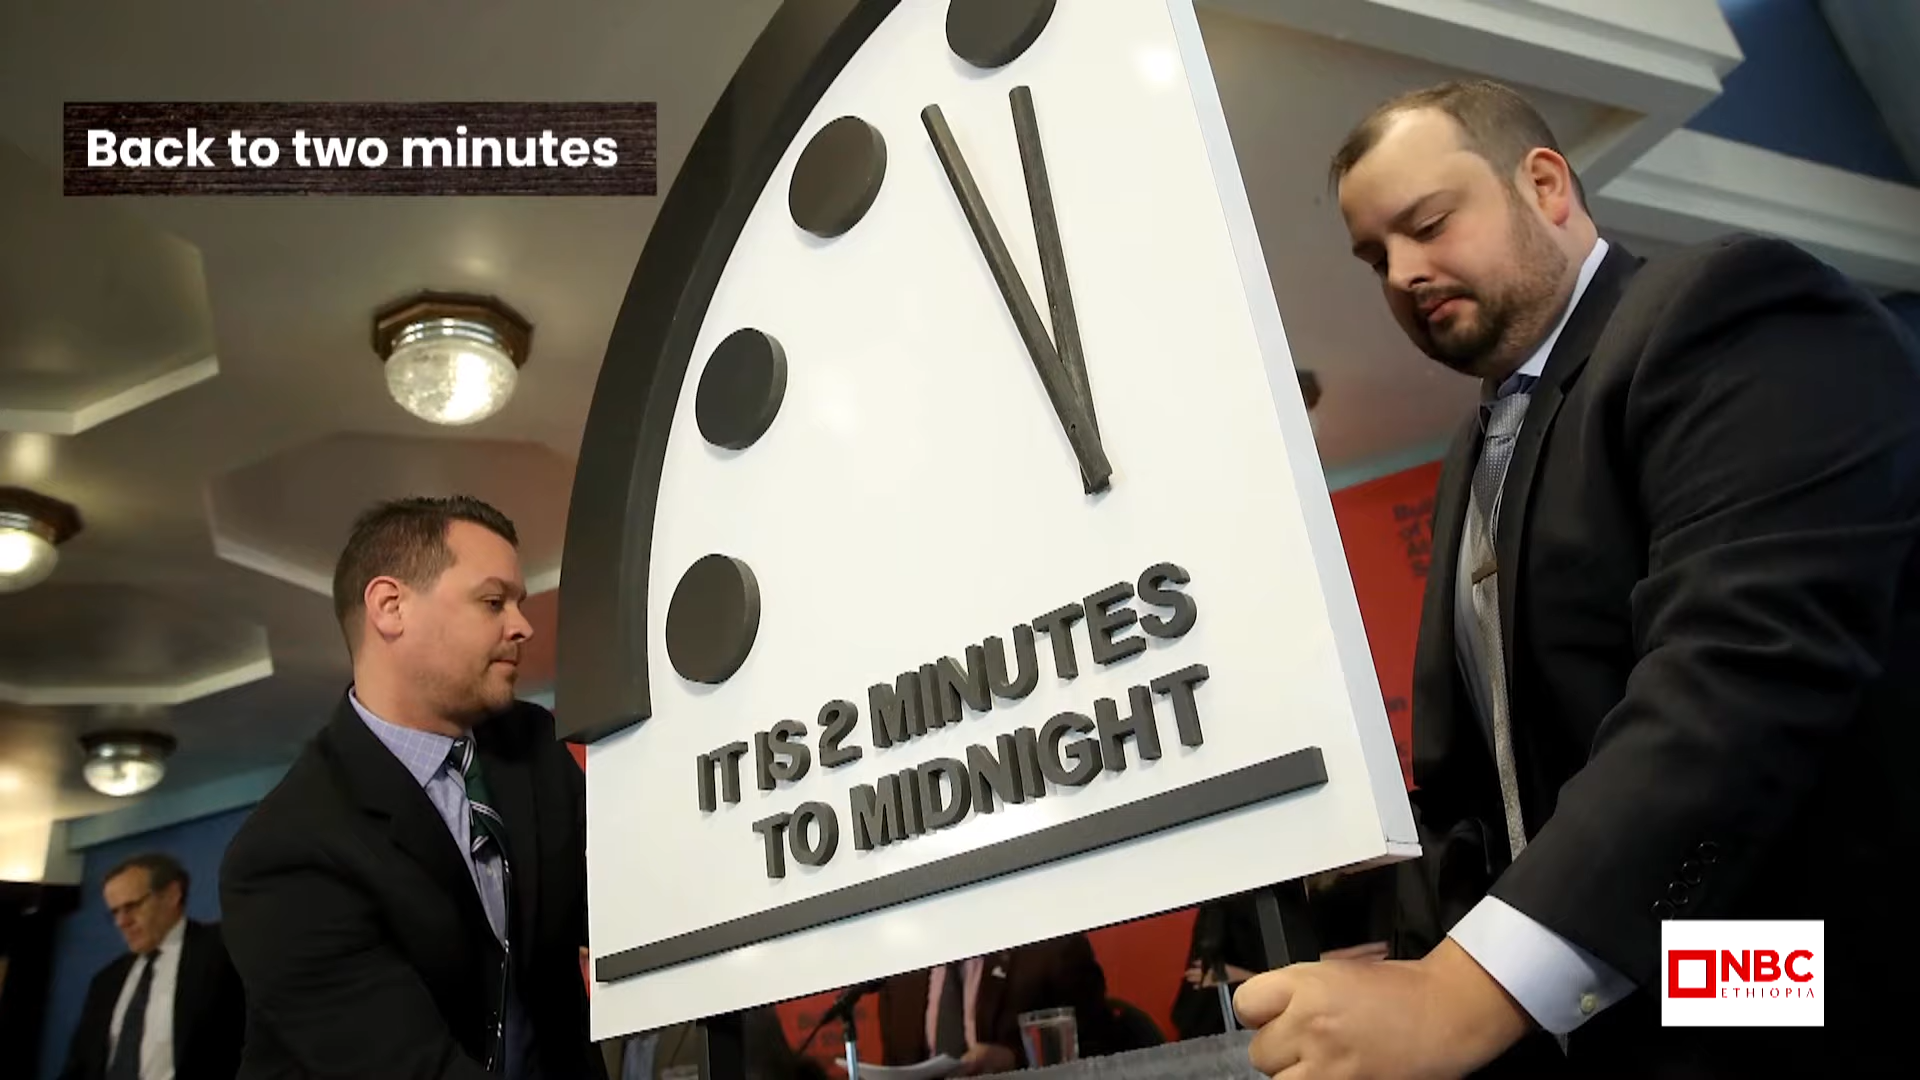 Back to two minutes
IT IS 2 MINUTES
TO MIDNIGHT
NBC
ETHIOPIA